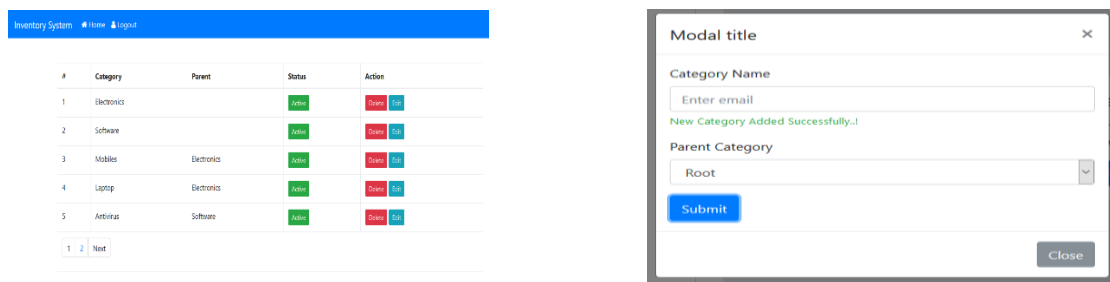 Inventory System Home Logout
# Category Parent Status Action
1 Electronics Active Delete Edit
2 Software Active Delete Edit
3 Mobiles Electronics Active Delete Edit
4 Laptop Electronics Active Delete Edit
5 Antivirus Software Active Delete Edit
1 2 Next
Modal title ×
Category Name
Enter email
New Category Added Successfully..!
Parent Category
Root
Submit
Close